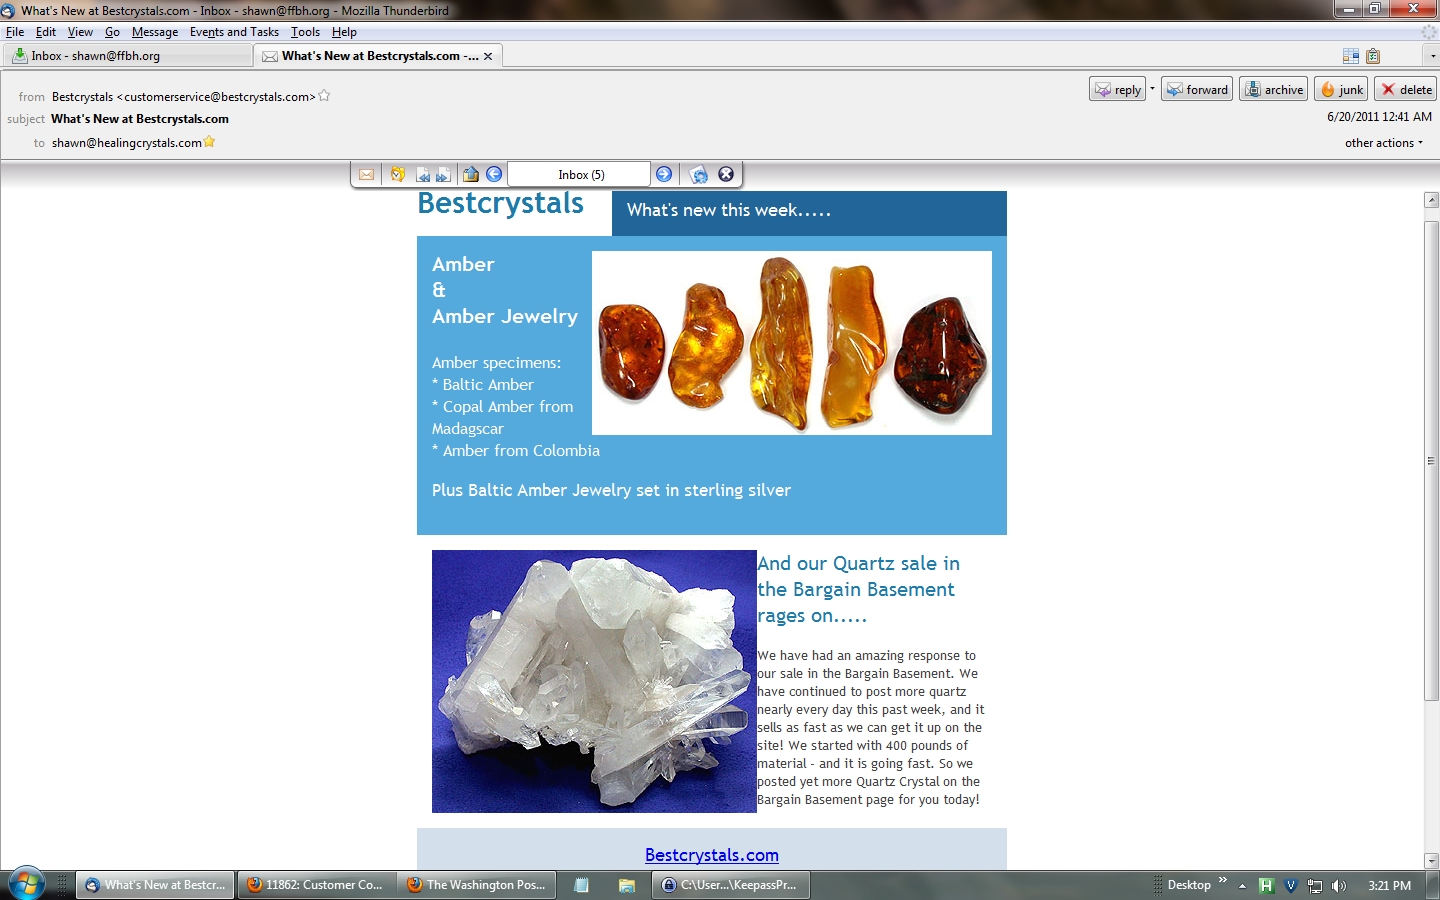 What's New at Bestcrystals.com - Inbox - shawn@ffbh.org - Mozilla Thunderbird
File Edit View Go Message Events and Tasks Tools Help
Inbox - shawn@ffbh.org
What's New at Bestcrystals.com -...
from Bestcrystals <customerservice@bestcrystals.com>
reply forward archive junk delete
subject What's New at Bestcrystals.com
6/20/2011 12:41 AM
to shawn@healingcrystals.com
other actions
Inbox (5)
Bestcrystals
What's new this week.....
Amber
&
Amber Jewelry
Amber specimens:
* Baltic Amber
* Copal Amber from
Madagscar
* Amber from Colombia
Plus Baltic Amber Jewelry set in sterling silver
And our Quartz sale in
the Bargain Basement
rages on.....
We have had an amazing response to
our sale in the Bargain Basement. We
have continued to post more quartz
nearly every day this past week, and it
sells as fast as we can get it up on the
site! We started with 400 pounds of
material - and it is going fast. So we
posted yet more Quartz Crystal on the
Bargain Basement page for you today!
Bestcrystals.com
What's New at Bestcr...
11862: Customer Co...
The Washington Pos...
C:\User...\KeepassPr...
Desktop
H
V
3:21 PM